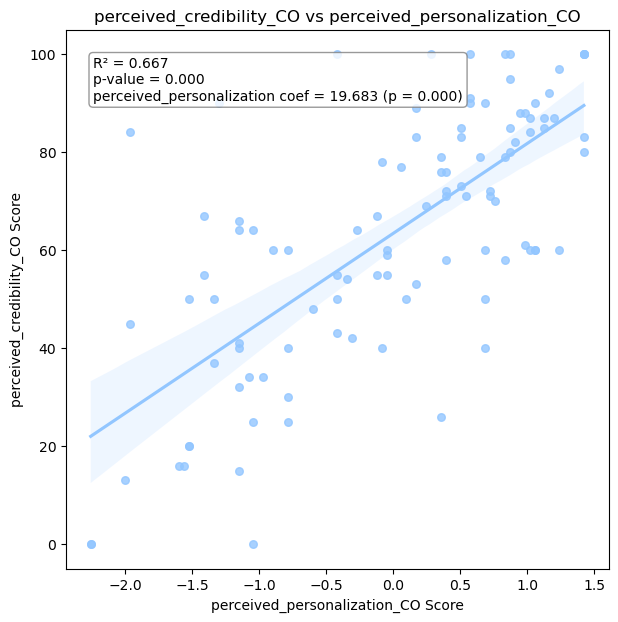 perceived_credibility_CO vs perceived_personalization_CO
R² = 0.667
p-value = 0.000
perceived_personalization coef = 19.683 (p = 0.000)
perceived_credibility_CO Score
100
80
60
40
20
0
-2.0 -1.5 -1.0 -0.5 0.0 0.5 1.0 1.5
perceived_personalization_CO Score